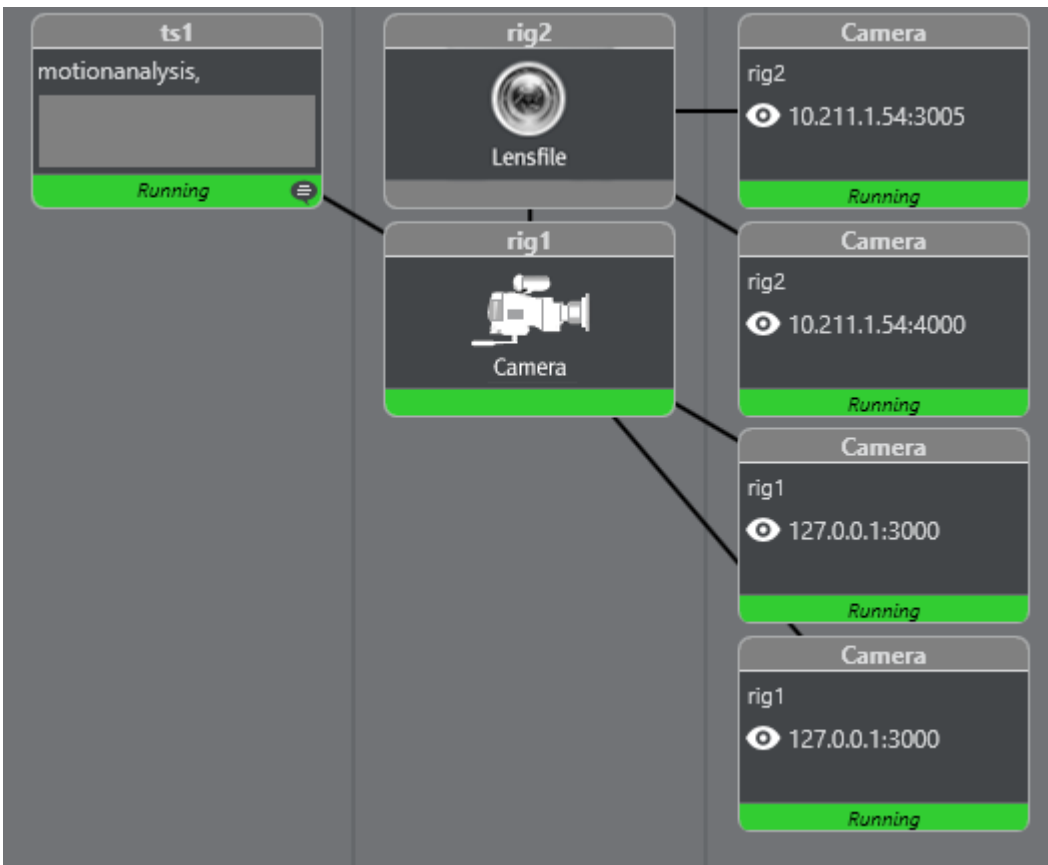 ts1
motionanalysis,
Running
rig2
Lensfile
rig1
Camera
Camera
rig2
10.211.1.54:3005
Running
Camera
rig2
10.211.1.54:4000
Running
Camera
rig1
127.0.0.1:3000
Running
Camera
rig1
127.0.0.1:3000
Running